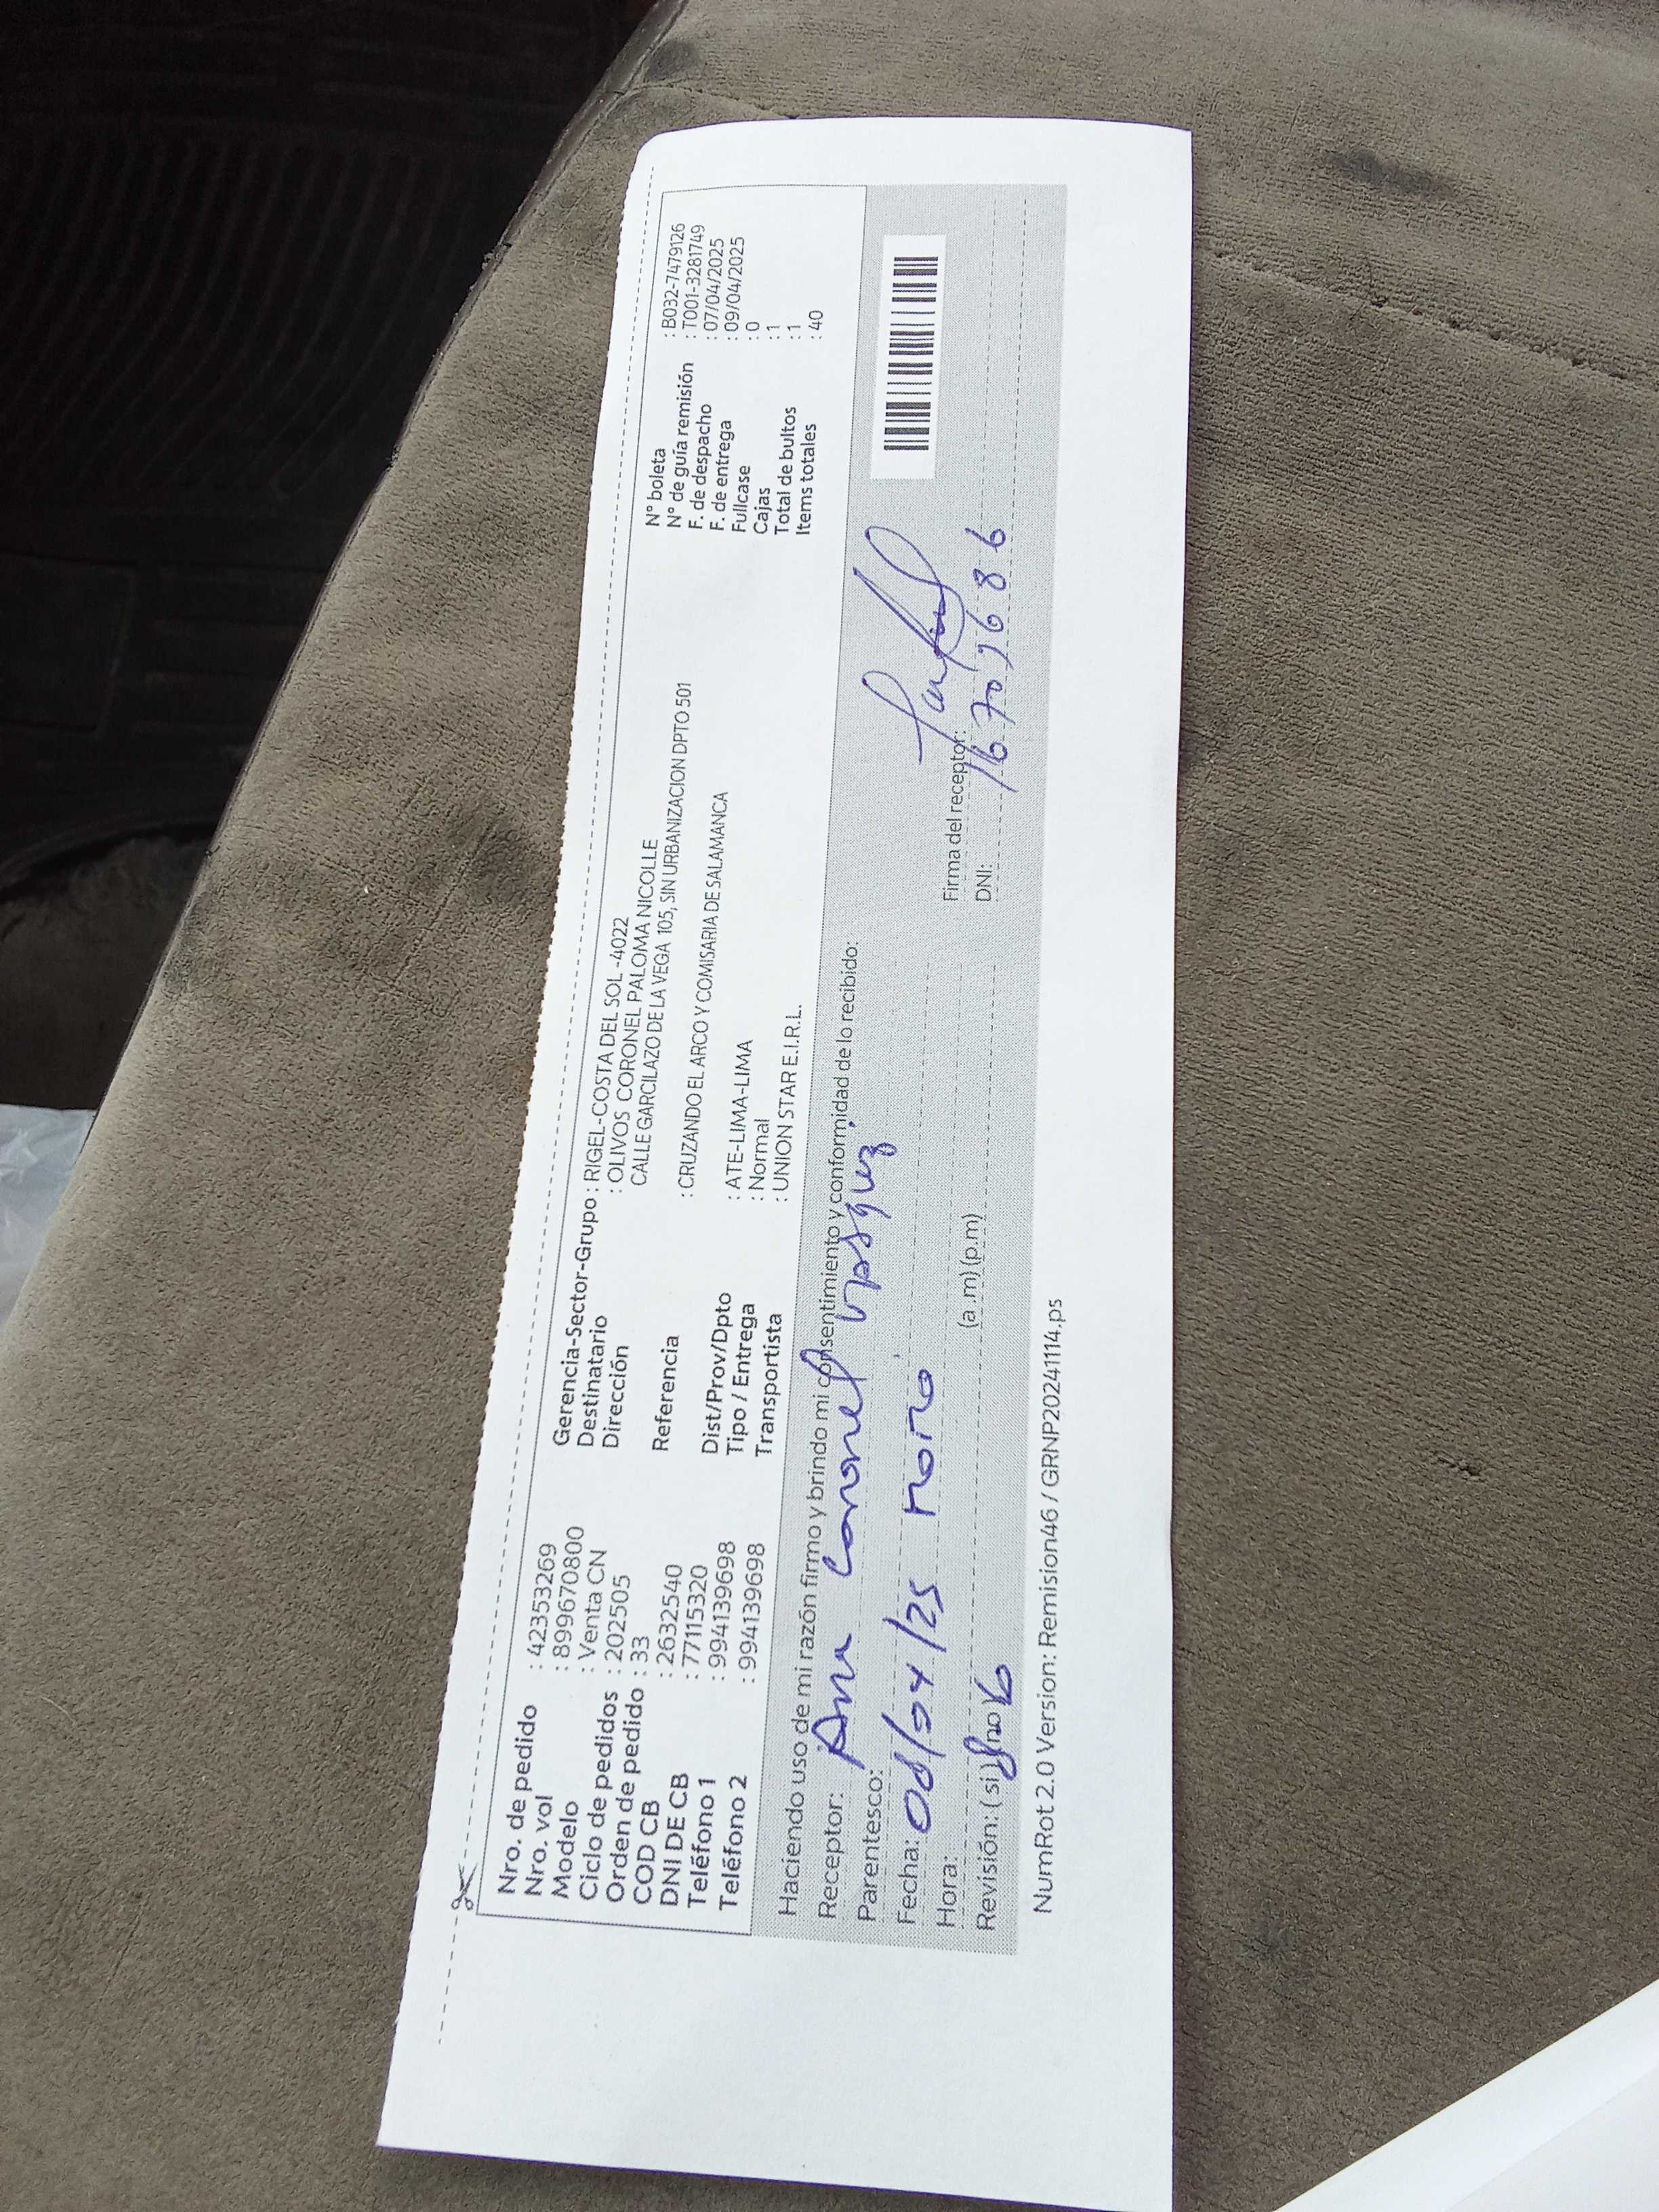 Nro. de pedido : 42353269
Nro. vol : 8996670800
Modelo : Venta CN
Ciclo de pedidos : 202505
Orden de pedido : 33
COD CB : 2632540
DNI DE CB : 77115320
Teléfono 1 : 994139698
Teléfono 2 : 994139698
Gerencia-Sector-Grupo : RIGEL-COSTA DEL SOL -4022
Destinatario : OLIVOS CORONEL PALOMA NICOLLE
Dirección CALLE GARCILAZO DE LA VEGA 105, SIN URBANIZACION DPTO 501
Referencia : CRUZANDO EL ARCO Y COMISARIA DE SALAMANCA
Dist/Prov/Dpto : ATE-LIMA-LIMA
Tipo / Entrega : Normal
Transportista : UNION STAR E.I.R.L.
N° boleta : B032-7479126
N° de guía remisión : T001-3281749
F. de despacho : 07/04/2025
F. de entrega : 09/04/2025
Fullcase : 0
Cajas : 1
Total de bultos : 1
Items totales : 40
Haciendo uso de mi razón firmo y brindo mi consentimiento y conformidad de lo recibido:
Receptor: Ana Coronel
Parentesco:
Fecha: /04/25
Hora: (a .m) (p.m)
Revisión: (si) (no)
Firma del receptor:
DNI:
NumRot 2.0 Version: Remision46 / GRNP20241114.ps